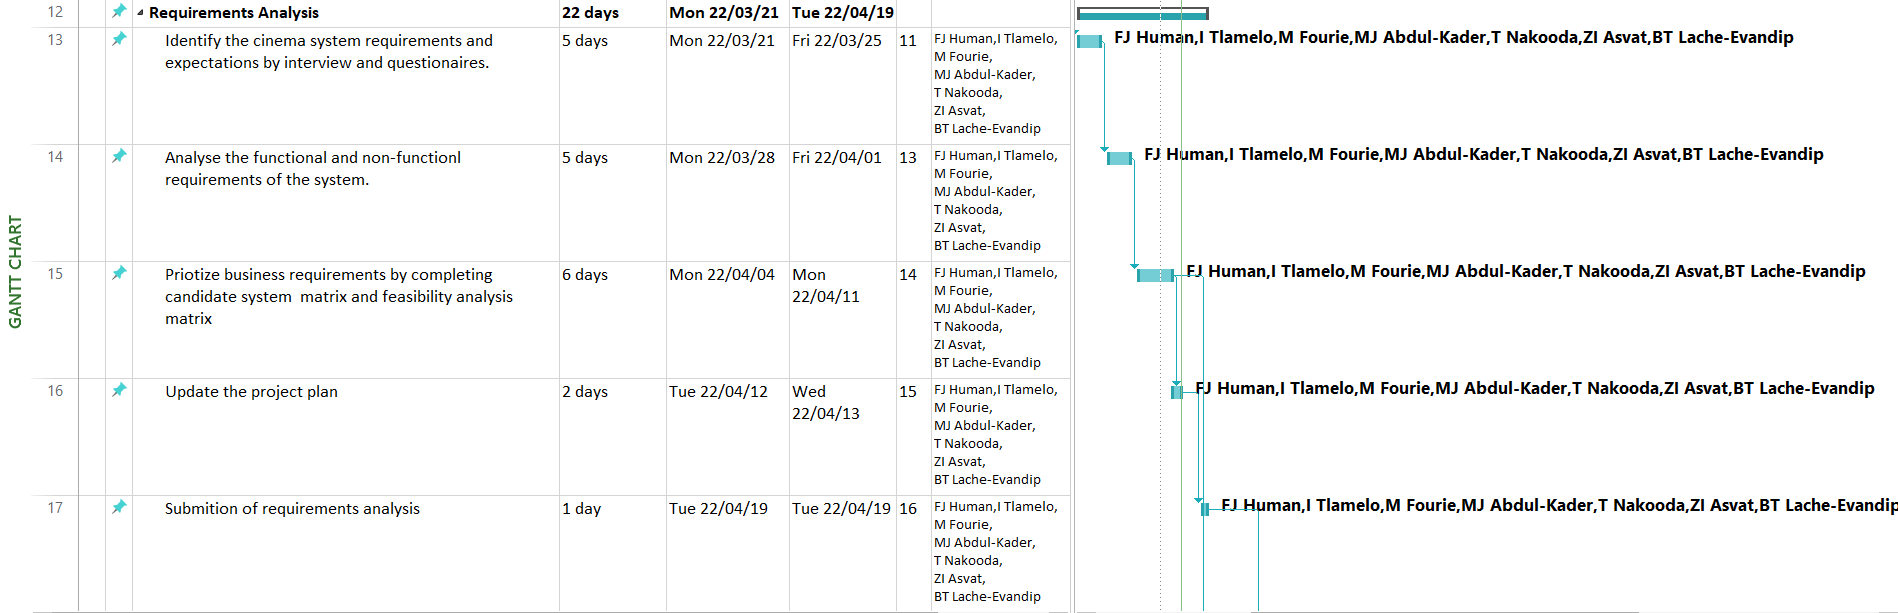 GANTT CHART
12 Requirements Analysis 22 days Mon 22/03/21 Tue 22/04/19
13 Identify the cinema system requirements and expectations by interview and questionaires. 5 days Mon 22/03/21 Fri 22/03/25 11
FJ Human,I Tlamelo,
M Fourie,
MJ Abdul-Kader,
T Nakooda,
ZI Asvat,
BT Lache-Evandip
FJ Human,I Tlamelo,M Fourie,MJ Abdul-Kader,T Nakooda,ZI Asvat,BT Lache-Evandip
14 Analyse the functional and non-functionl requirements of the system. 5 days Mon 22/03/28 Fri 22/04/01 13
FJ Human,I Tlamelo,
M Fourie,
MJ Abdul-Kader,
T Nakooda,
ZI Asvat,
BT Lache-Evandip
FJ Human,I Tlamelo,M Fourie,MJ Abdul-Kader,T Nakooda,ZI Asvat,BT Lache-Evandip
15 Priotize business requirements by completing candidate system  matrix and feasibility analysis matrix 6 days Mon 22/04/04 Mon 22/04/11 14
FJ Human,I Tlamelo,
M Fourie,
MJ Abdul-Kader,
T Nakooda,
ZI Asvat,
BT Lache-Evandip
FJ Human,I Tlamelo,M Fourie,MJ Abdul-Kader,T Nakooda,ZI Asvat,BT Lache-Evandip
16 Update the project plan 2 days Tue 22/04/12 Wed 22/04/13 15
FJ Human,I Tlamelo,
M Fourie,
MJ Abdul-Kader,
T Nakooda,
ZI Asvat,
BT Lache-Evandip
FJ Human,I Tlamelo,M Fourie,MJ Abdul-Kader,T Nakooda,ZI Asvat,BT Lache-Evandip
17 Submition of requirements analysis 1 day Tue 22/04/19 Tue 22/04/19 16
FJ Human,I Tlamelo,
M Fourie,
MJ Abdul-Kader,
T Nakooda,
ZI Asvat,
BT Lache-Evandip
FJ Human,I Tlamelo,M Fourie,MJ Abdul-Kader,T Nakooda,ZI Asvat,BT Lache-Evandip